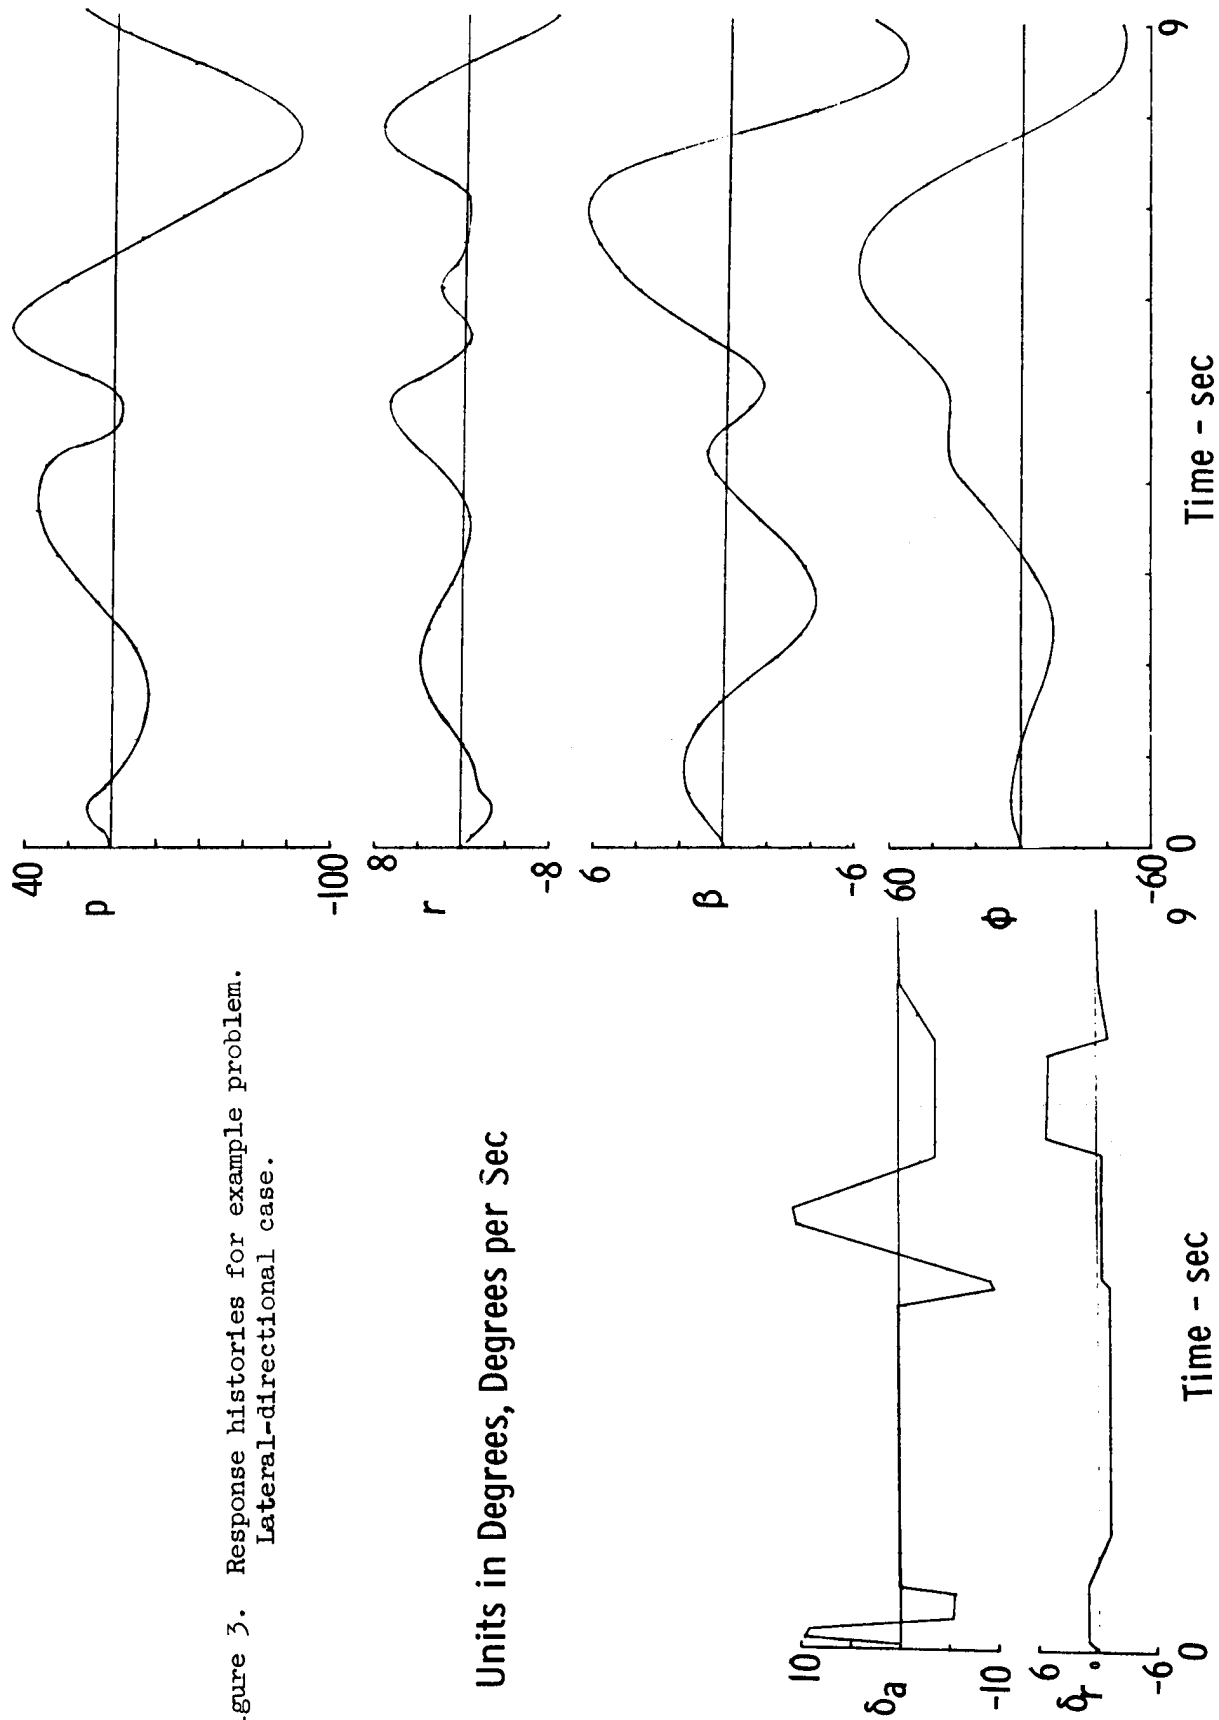 gure 3. Response histories for example problem.
Lateral-directional case.
Units in Degrees, Degrees per Sec
10
δa
-10
6
δr
-6
0
9
Time - sec
40
p
-100
8
r
-8
6
β
-6
60
Φ
-60
0
9
Time - sec